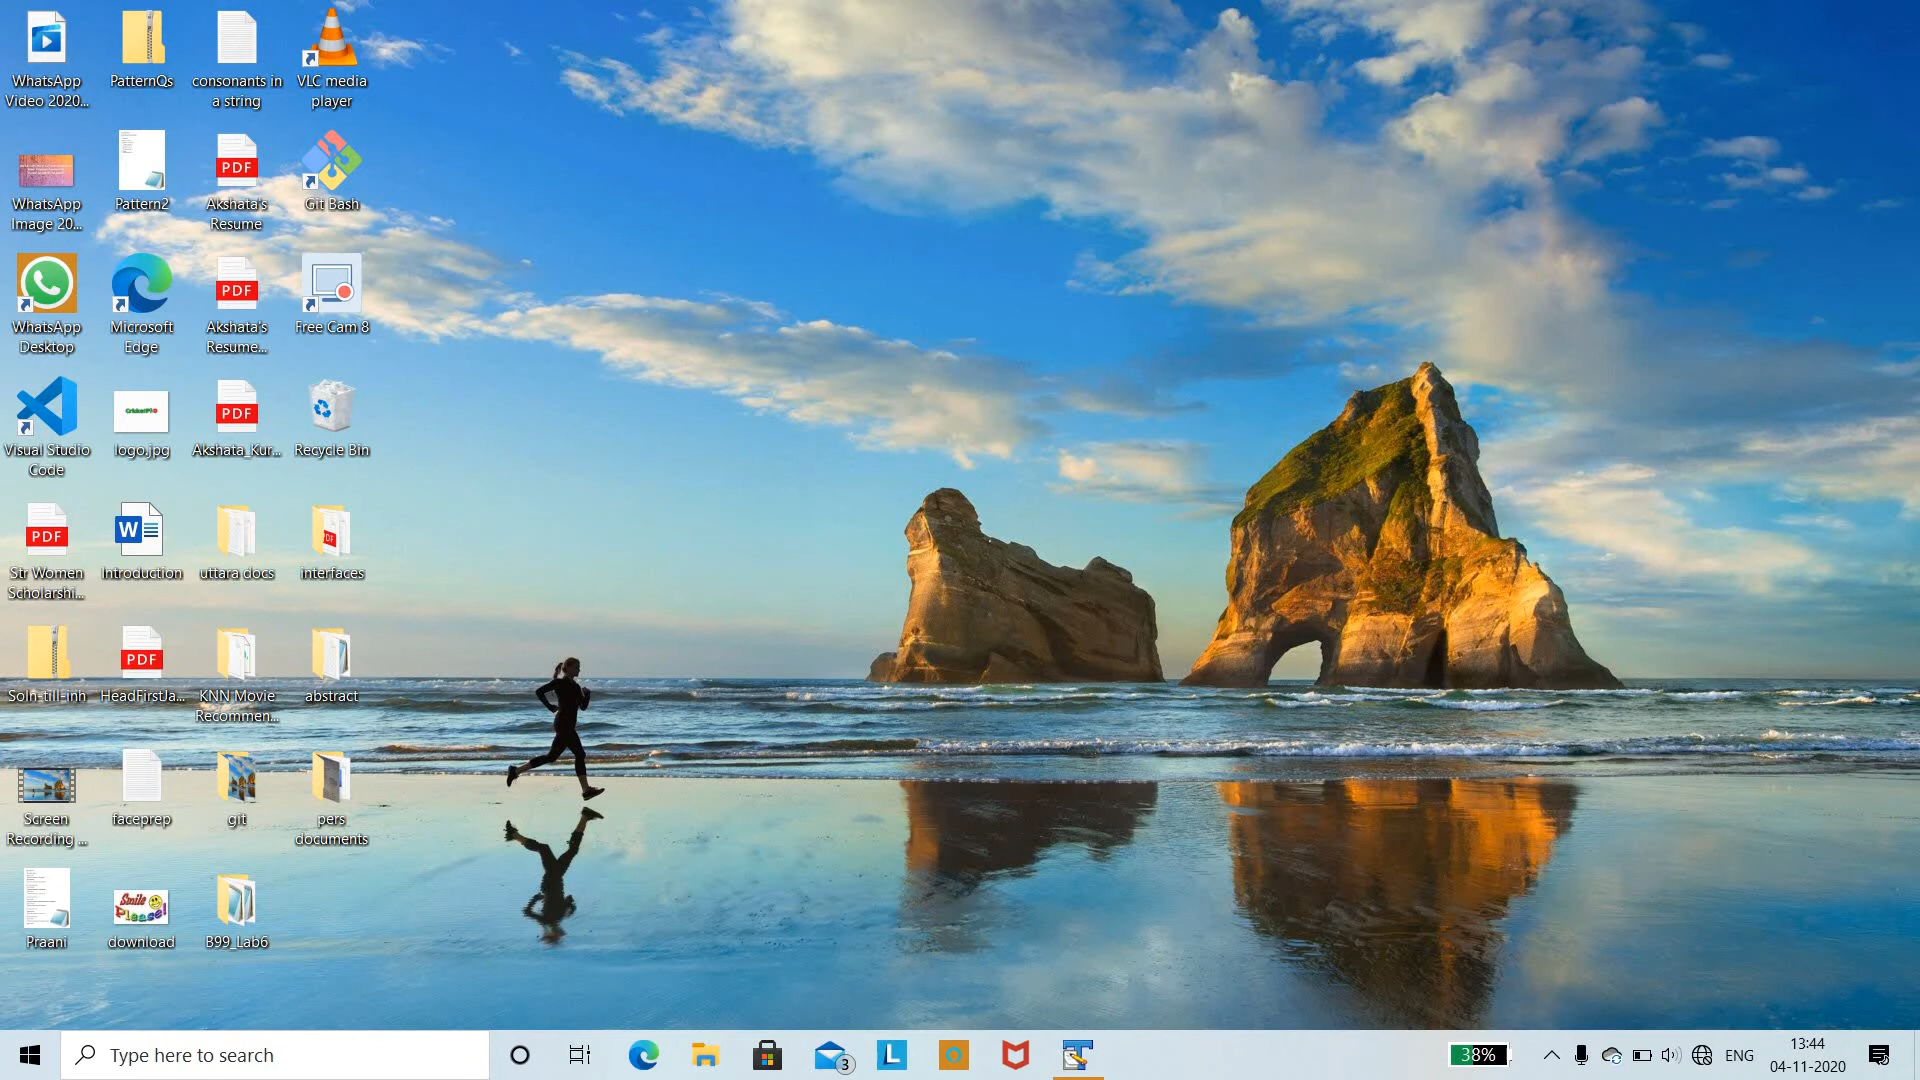 WhatsApp
Video 2020...
PatternQs
consonants in
a string
VLC media
player
WhatsApp
Image 20...
Pattern2
PDF
Akshata's
Resume
Git Bash
WhatsApp
Desktop
Microsoft
Edge
PDF
Akshata's
Resume...
Free Cam 8
Visual Studio
Code
logo.jpg
PDF
Akshata_Kur...
Recycle Bin
PDF
Str Women
Scholarshi...
W
Introduction
uttara docs
PDF
interfaces
Soln-till-inh
PDF
HeadFirstJa...
KNN Movie
Recommen...
abstract
Screen
Recording ...
faceprep
git
pers
documents
Praani
Smile
Please!
download
B99_Lab6
Type here to search
3
L
38%
ENG
13:44
04-11-2020